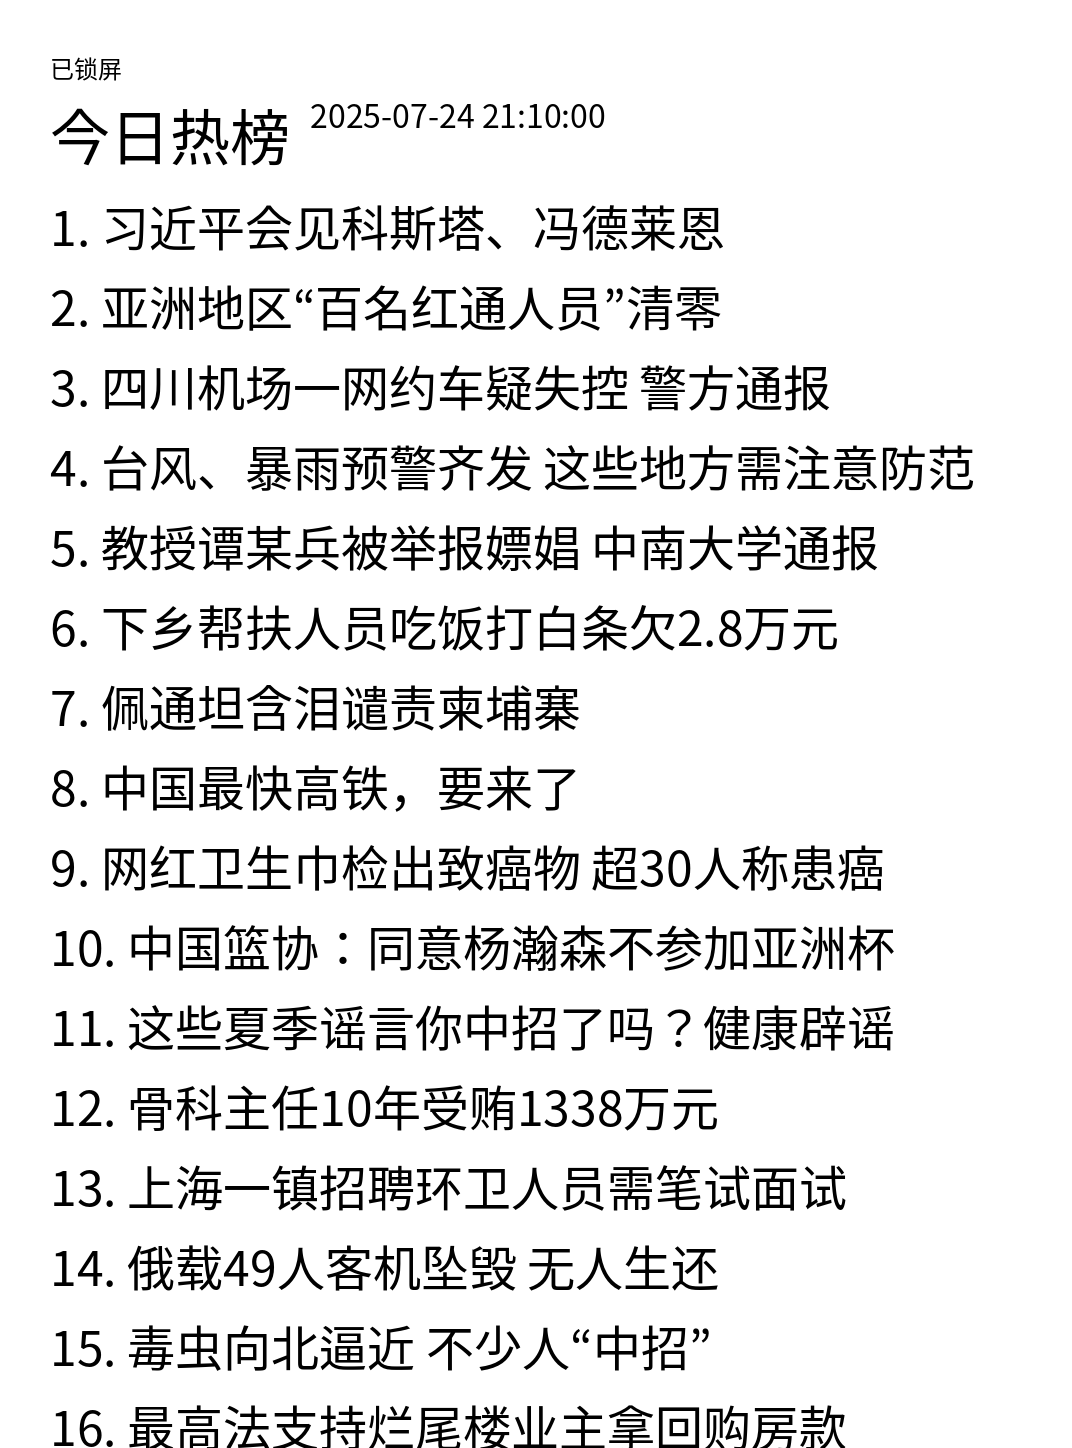 已锁屏
今日热榜 2025-07-24 21:10:00
1. 习近平会见科斯塔、冯德莱恩
2. 亚洲地区“百名红通人员”清零
3. 四川机场一网约车疑失控 警方通报
4. 台风、暴雨预警齐发 这些地方需注意防范
5. 教授谭某兵被举报嫖娼 中南大学通报
6. 下乡帮扶人员吃饭打白条欠2.8万元
7. 佩通坦含泪谴责柬埔寨
8. 中国最快高铁，要来了
9. 网红卫生巾检出致癌物 超30人称患癌
10. 中国篮协：同意杨瀚森不参加亚洲杯
11. 这些夏季谣言你中招了吗？健康辟谣
12. 骨科主任10年受贿1338万元
13. 上海一镇招聘环卫人员需笔试面试
14. 俄载49人客机坠毁 无人生还
15. 毒虫向北逼近 不少人“中招”
16. 最高法支持烂尾楼业主拿回购房款